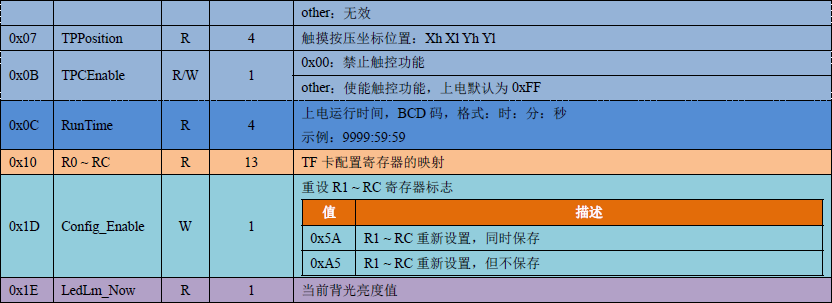 other：无效
0x07 TPPosition R 4 触摸按压坐标位置：Xh Xl Yh Yl
0x0B TPCEnable R/W 1 0x00：禁止触控功能
other：使能触控功能，上电默认为 0xFF
0x0C RunTime R 4 上电运行时间，BCD 码，格式：时：分：秒
示例：9999:59:59
0x10 R0 ~ RC R 13 TF 卡配置寄存器的映射
0x1D Config_Enable W 1 重设 R1 ~ RC 寄存器标志
值 描述
0x5A R1 ~ RC 重新设置，同时保存
0xA5 R1 ~ RC 重新设置，但不保存
0x1E LedLm_Now R 1 当前背光亮度值